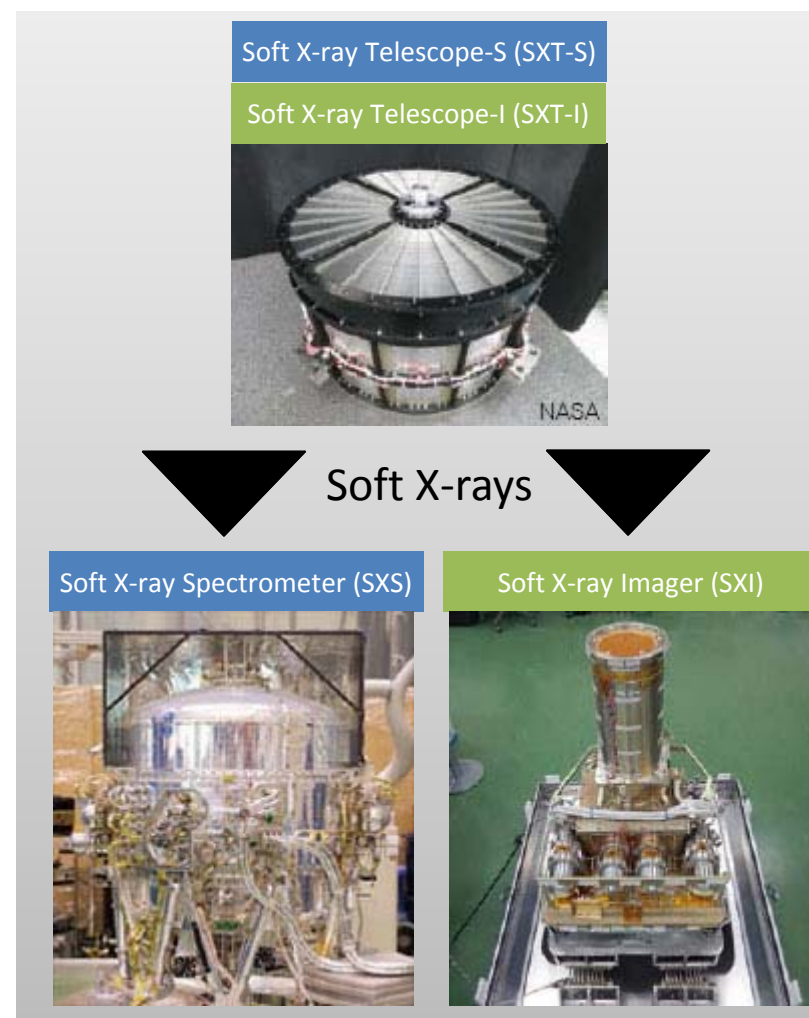 Soft X-ray Telescope-S (SXT-S)
Soft X-ray Telescope-I (SXT-I)
NASA
Soft X-rays
Soft X-ray Spectrometer (SXS)
Soft X-ray Imager (SXI)